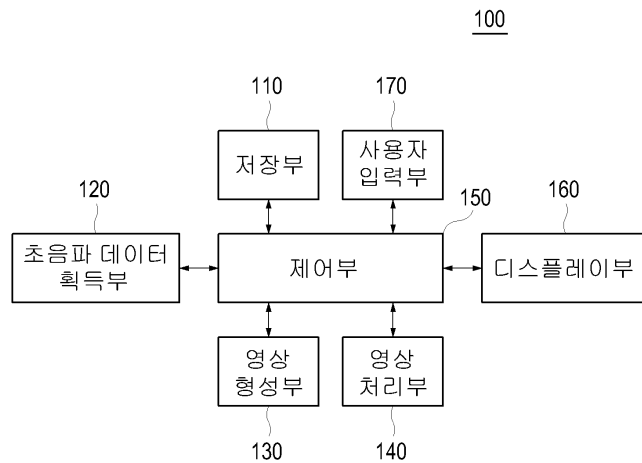 100
110
170
저장부
사용자
입력부
120
150
160
초음파 데이터
획득부
제어부
디스플레이부
영상
형성부
영상
처리부
130
140